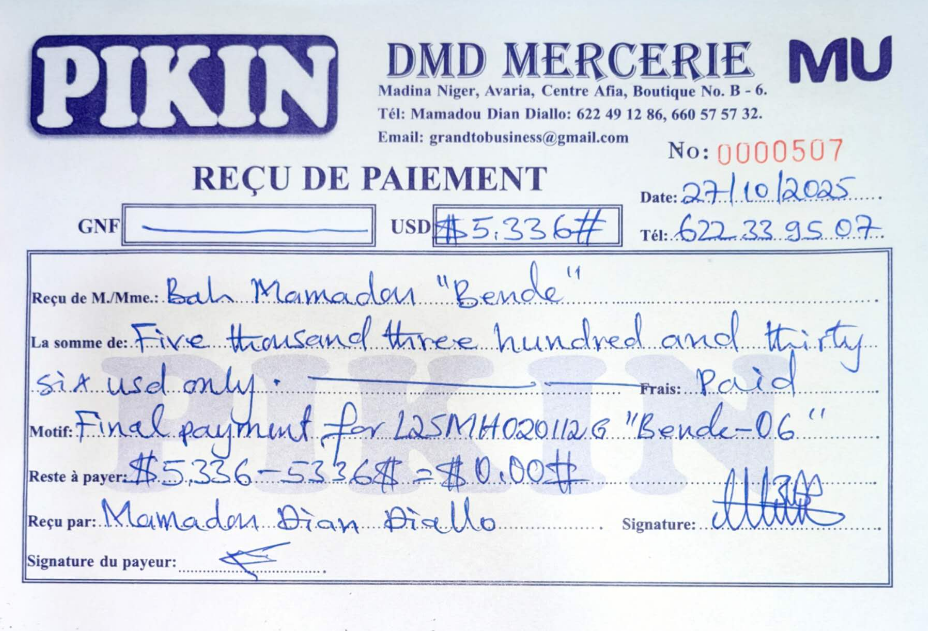 PIKIN
DMD MERCERIE
MU
Madina Niger, Avaria, Centre Afia, Boutique No. B - 6.
Tél: Mamadou Dian Diallo: 622 49 12 86, 660 57 57 32.
Email: grandtobusiness@gmail.com
No: 0000507
REÇU DE PAIEMENT
Date: 27/10/2025
GNF
USD $5.336#
Tél: 622 33 95 07
Reçu de M./Mme.: Bah Mamadou "Bende"
La somme de: Five thousand three hundred and thirty
six usd only. Frais: Paid
Motif: Final payment for L25MH020112G "Bende-06"
Reste à payer: $5.336-5336$ = $0.00$
Reçu par: Mamadou Dian Diallo Signature:
Signature du payeur:
PIKIN